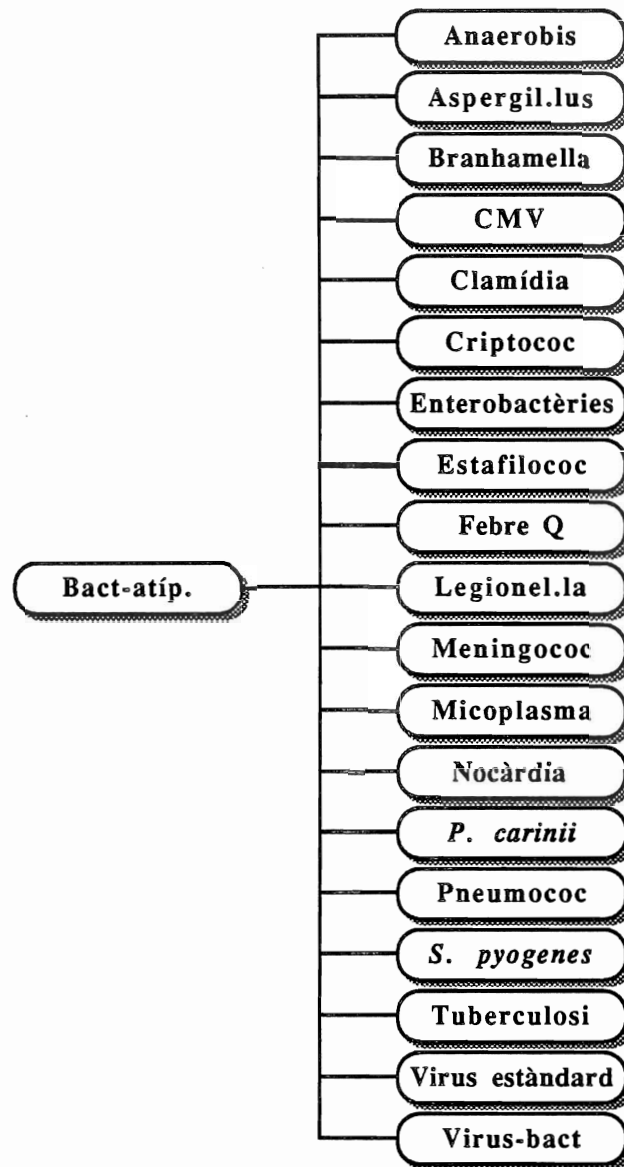 Anaerobis
Aspergil.lus
Branhamella
CMV
Clamídia
Criptococ
Enterobactèries
Estafilococ
Febre Q
Bact-atíp.
Legionel.la
Meningococ
Micoplasma
Nocàrdia
P. carinii
Pneumococ
S. pyogenes
Tuberculosi
Virus estàndard
Virus-bact